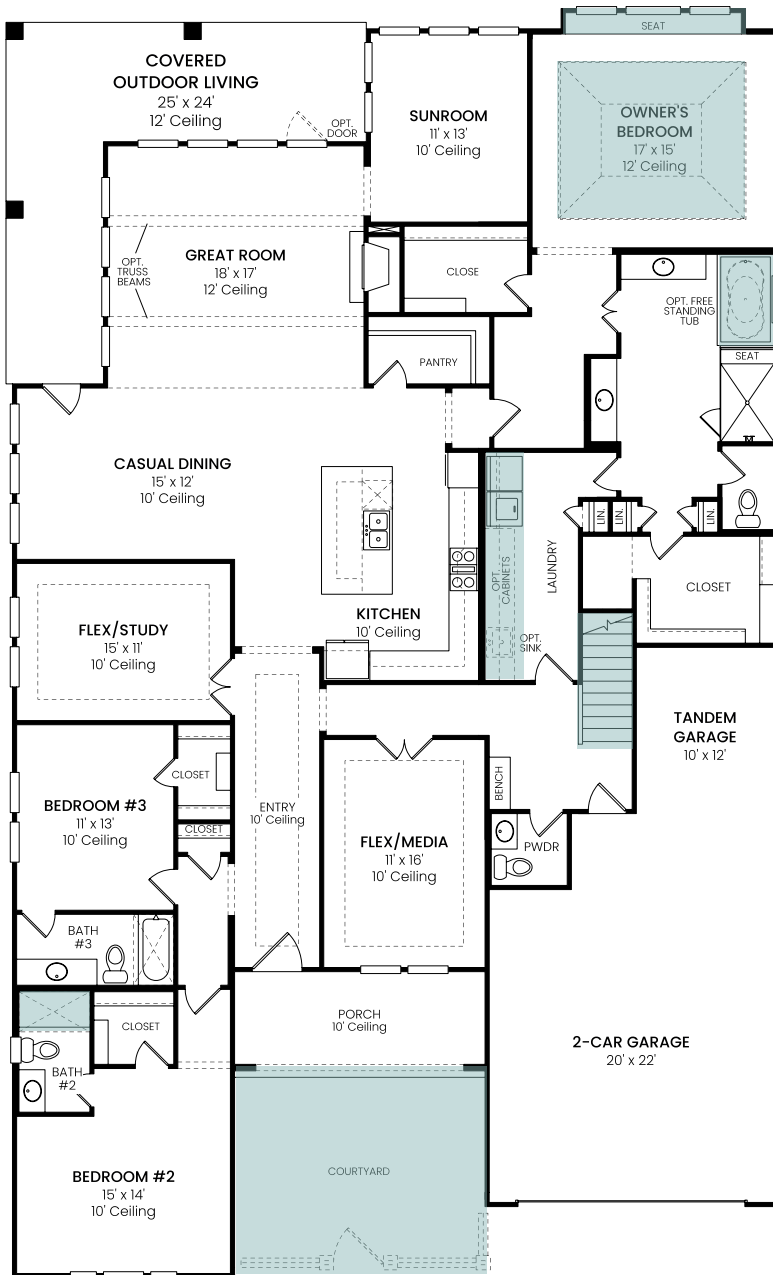 SEAT
COVERED
OUTDOOR LIVING
25' x 24'
12' Ceiling
OPT.
DOOR
SUNROOM
11' x 13'
10' Ceiling
OWNER'S
BEDROOM
17' x 15'
12' Ceiling
GREAT ROOM
18' x 17'
12' Ceiling
OPT.
TRUSS
BEAMS
CLOSE
OPT. FREE
STANDING
TUB
SEAT
PANTRY
CASUAL DINING
15' x 12'
10' Ceiling
LIN.
LIN.
LIN.
LAUNDRY
OPT.
CABINETS
CLOSET
KITCHEN
10' Ceiling
OPT.
SINK
FLEX/STUDY
15' x 11'
10' Ceiling
TANDEM
GARAGE
10' x 12'
CLOSET
BENCH
BEDROOM #3
11' x 13'
10' Ceiling
ENTRY
10' Ceiling
CLOSET
FLEX/MEDIA
11' x 16'
10' Ceiling
PWDR
BATH
#3
PORCH
10' Ceiling
CLOSET
2-CAR GARAGE
20' x 22'
BATH
#2
BEDROOM #2
15' x 14'
10' Ceiling
COURTYARD